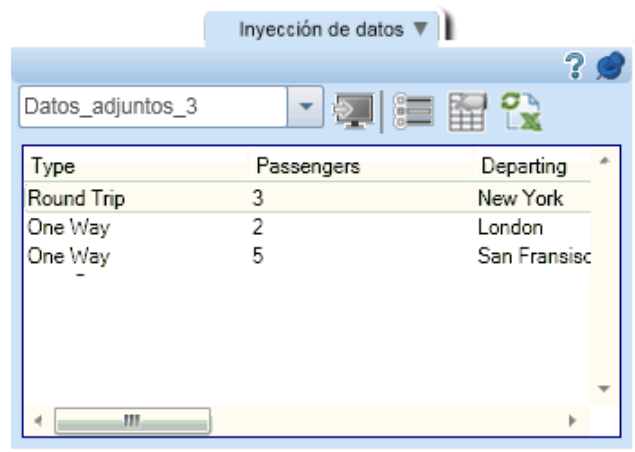 Inyección de datos ▼
?
Datos_adjuntos_3
Type Passengers Departing
Round Trip 3 New York
One Way 2 London
One Way 5 San Fransisc